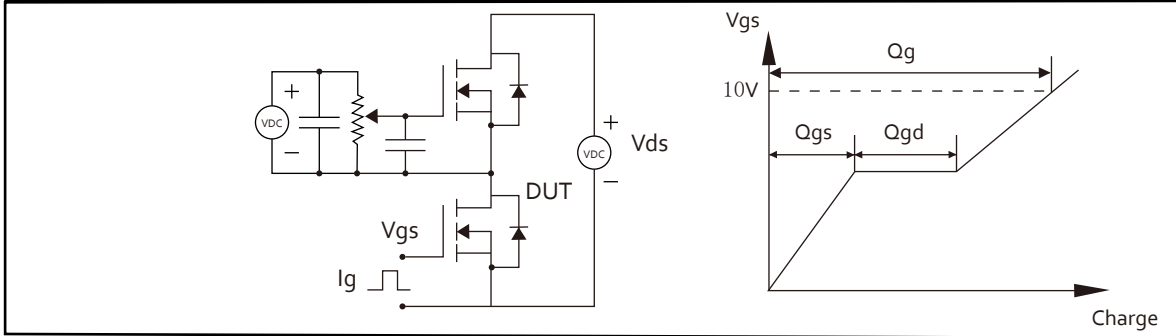 VDC
+
−
Vgs
Ig
DUT
+
VDC
−
Vds
Vgs
Qg
10V
Qgs
Qgd
Charge